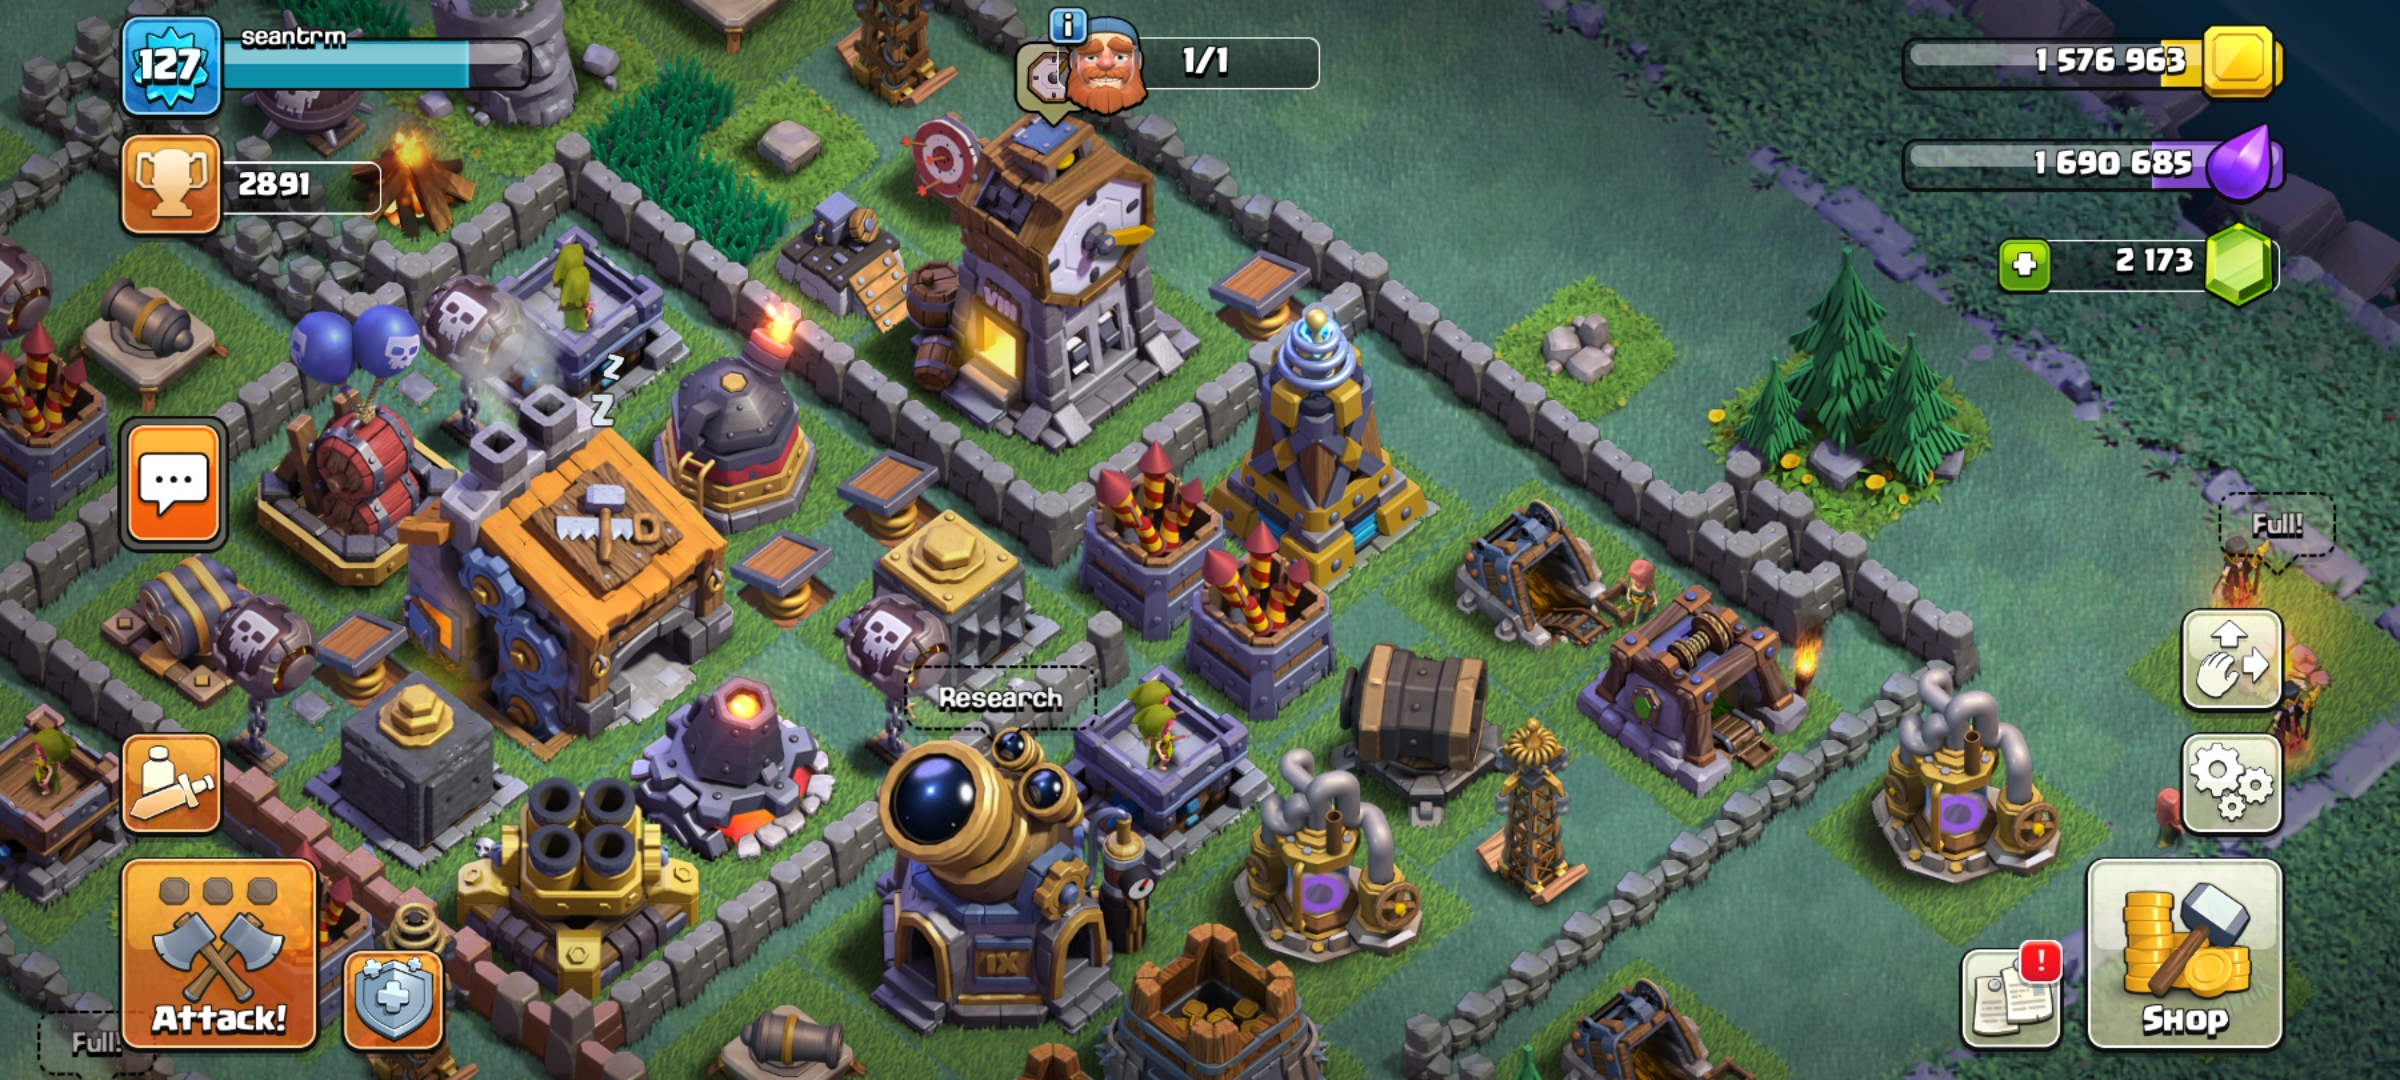 127
seantrm
i
1/1
1 576 963
2891
1 690 685
2 173
VIII
z
z
Full!
Research
IX
Attack!
Full!
!
Shop